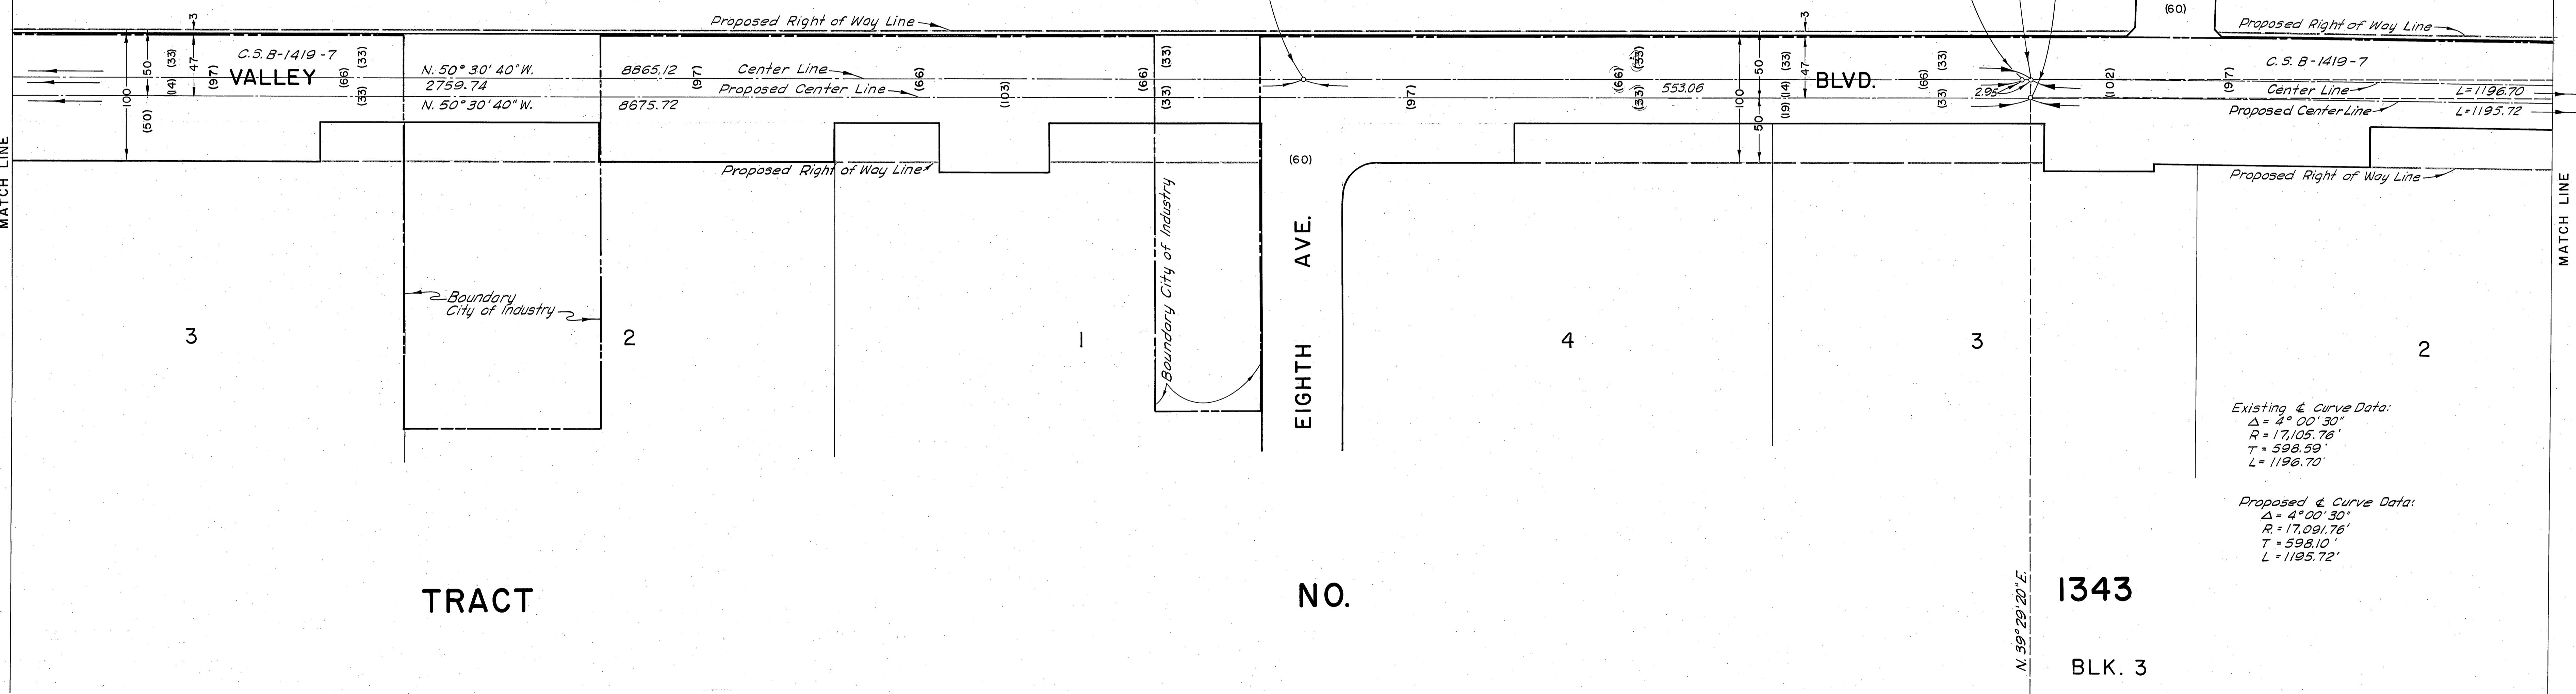 Proposed Right of Way Line
3
3
(60)
Proposed Right of Way Line
C.S. B-1419-7
VALLEY
100
50
(50)
(14)
(33)
47
(97)
(66)
(33)
(33)
N. 50° 30' 40" W.
8865.12
2759.74
N. 50° 30' 40" W.
8675.72
(97)
Center Line
Proposed Center Line
(66)
(103)
(66)
(33)
(33)
(97)
(66)
(33)
(33)
553.06
100
50
50
(19)
(14)
(33)
47
BLVD.
(66)
(33)
(33)
2.95
(102)
(97)
C.S. B-1419-7
Center Line
L=1196.70
Proposed Center Line
L=1195.72
MATCH LINE
Proposed Right of Way Line
(60)
Proposed Right of Way Line
MATCH LINE
Boundary
City of Industry
Boundary City of Industry
EIGHTH AVE.
3
2
1
4
3
2
Existing ℄ Curve Data:
Δ = 4° 00' 30"
R = 17,105.76'
T = 598.59'
L = 1196.70'
Proposed ℄ Curve Data:
Δ = 4° 00' 30"
R = 17,091.76'
T = 598.10'
L = 1195.72'
TRACT NO. 1343
N. 39° 29' 20" E.
BLK. 3